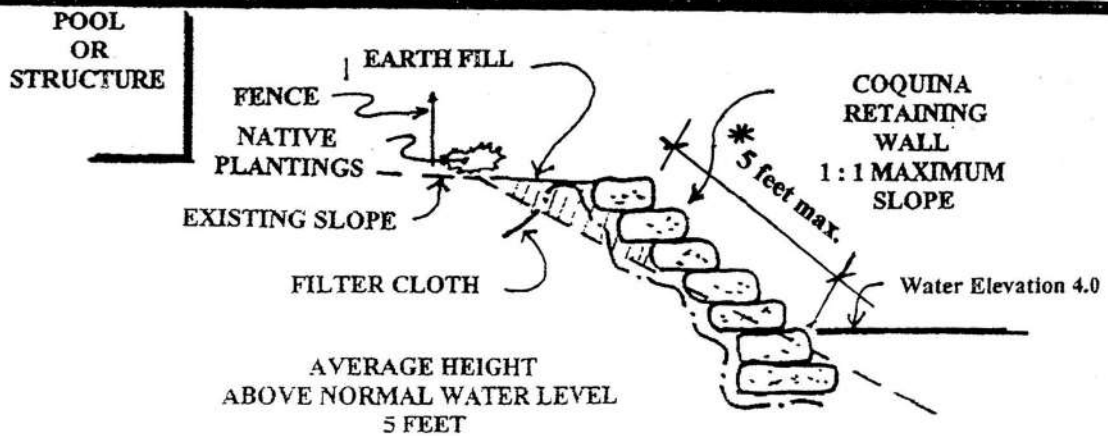 POOL
OR
STRUCTURE
EARTH FILL
FENCE
NATIVE
PLANTINGS
EXISTING SLOPE
FILTER CLOTH
COQUINA
RETAINING
WALL
1 : 1 MAXIMUM
SLOPE
* 5 feet max.
Water Elevation 4.0
AVERAGE HEIGHT
ABOVE NORMAL WATER LEVEL
5 FEET